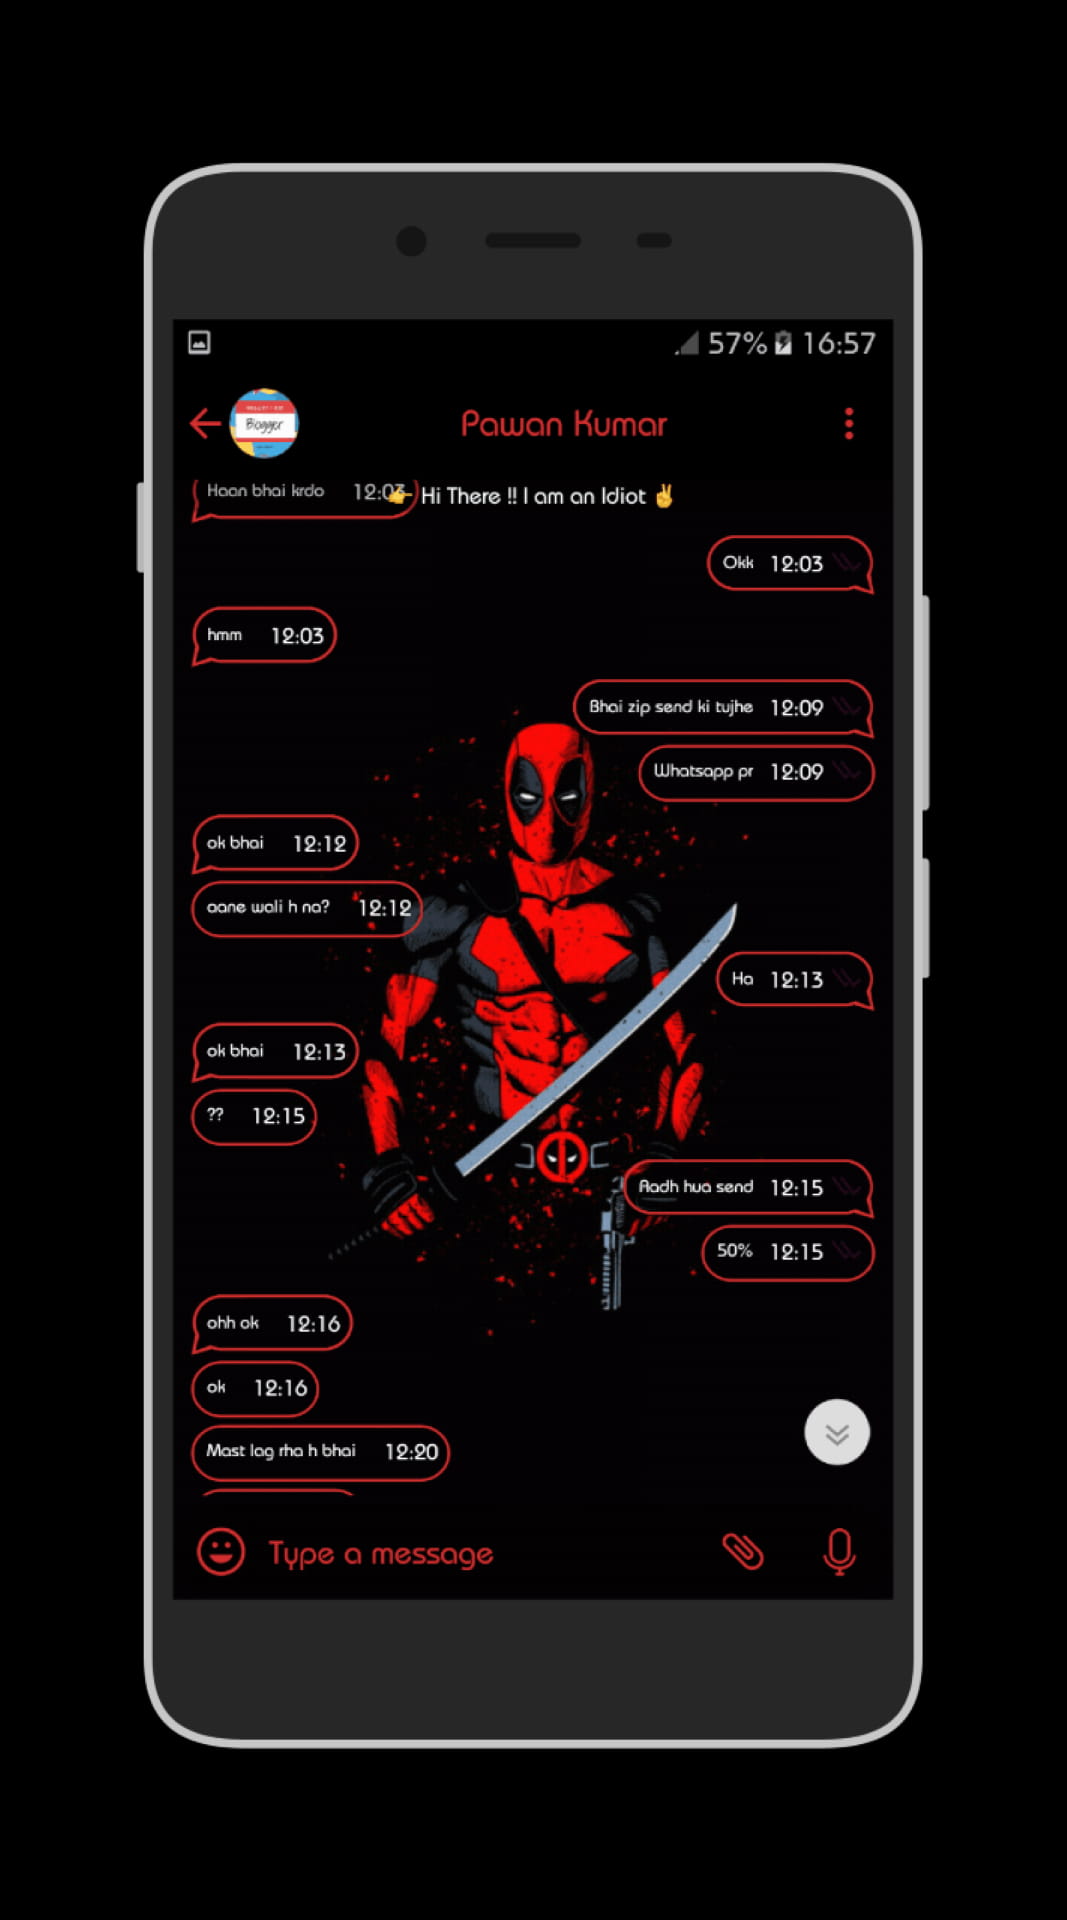 57% 16:57
Blogger
Pawan Kumar
Haan bhai krdo 12:03
👉 Hi There !! I am an Idiot ✌
Okk 12:03
hmm 12:03
Bhai zip send ki tujhe 12:09
Whatsapp pr 12:09
ok bhai 12:12
aane wali h na? 12:12
Ha 12:13
ok bhai 12:13
?? 12:15
Aadh hua send 12:15
50% 12:15
ohh ok 12:16
ok 12:16
Mast lag rha h bhai 12:20
Type a message